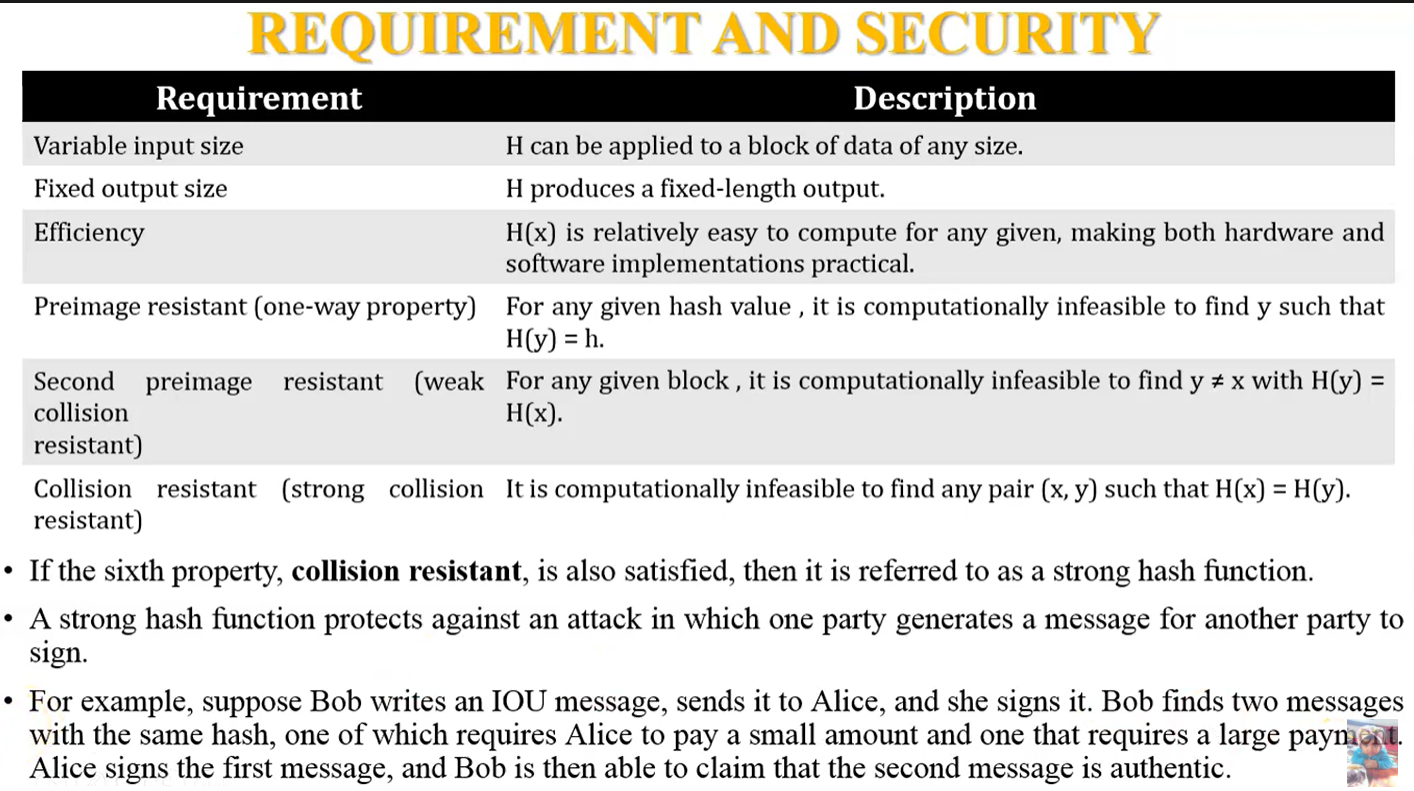 REQUIREMENT AND SECURITY
Requirement Description
Variable input size H can be applied to a block of data of any size.
Fixed output size H produces a fixed-length output.
Efficiency H(x) is relatively easy to compute for any given, making both hardware and
software implementations practical.
Preimage resistant (one-way property) For any given hash value , it is computationally infeasible to find y such that
H(y) = h.
Second preimage resistant (weak For any given block , it is computationally infeasible to find y ≠ x with H(y) =
collision H(x).
resistant)
Collision resistant (strong collision It is computationally infeasible to find any pair (x, y) such that H(x) = H(y).
resistant)
• If the sixth property, collision resistant, is also satisfied, then it is referred to as a strong hash function.
• A strong hash function protects against an attack in which one party generates a message for another party to
sign.
• For example, suppose Bob writes an IOU message, sends it to Alice, and she signs it. Bob finds two messages
with the same hash, one of which requires Alice to pay a small amount and one that requires a large payment.
Alice signs the first message, and Bob is then able to claim that the second message is authentic.